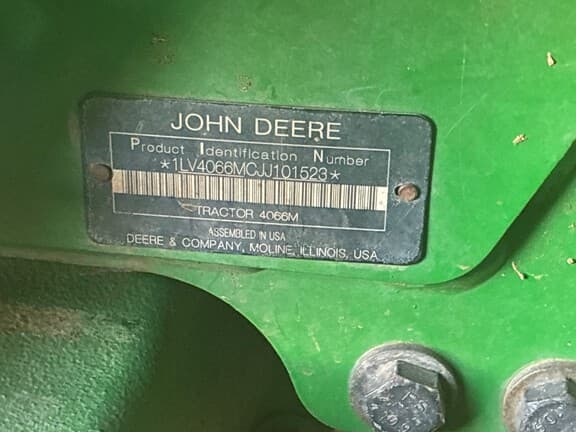 JOHN DEERE
Product Identification Number
*1LV4066MCJJ101523*
TRACTOR 4066M
ASSEMBLED IN USA
DEERE & COMPANY, MOLINE, ILLINOIS, USA